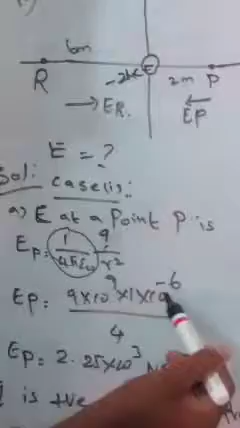 6m
R 2m P
→ER. EP
E = ?
Sol:
case(i):
a) E at a Point P is
EP = 1/4πε₀ q/r²
EP = 9×10⁹×1×10⁻⁶ / 4
EP = 2.25×10³
is +ve